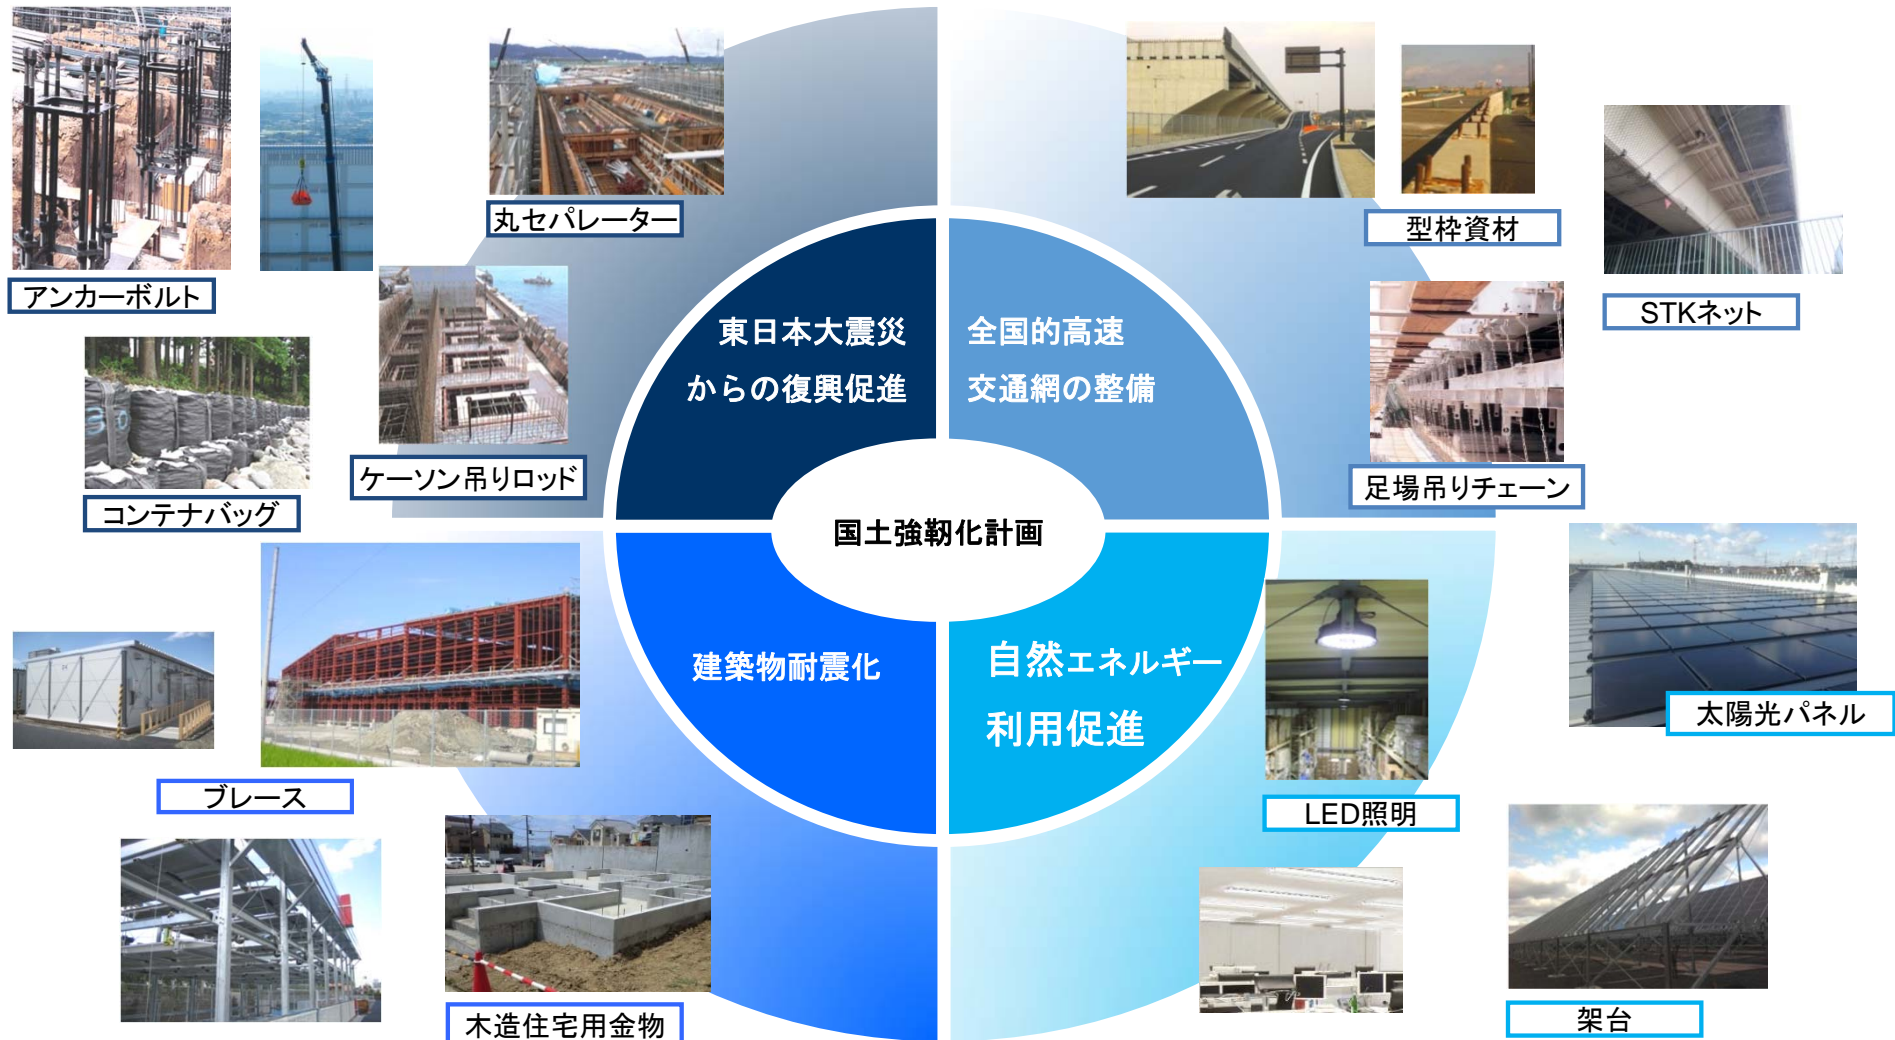 丸セパレーター
アンカーボルト
ケーソン吊りロッド
コンテナバッグ
型枠資材
STKネット
足場吊りチェーン
東日本大震災
からの復興促進
全国的高速
交通網の整備
国土強靭化計画
建築物耐震化
自然エネルギー
利用促進
ブレース
木造住宅用金物
太陽光パネル
LED照明
架台